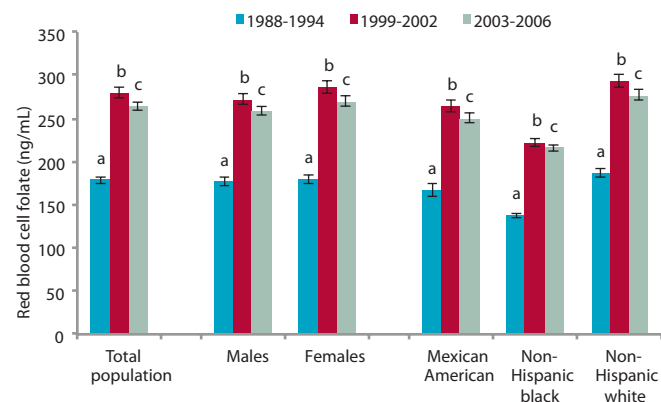 1988-1994 1999-2002 2003-2006
Red blood cell folate (ng/mL)
350
300
250
200
150
100
50
0
a b c
a b c
a b c
a b c
a b c
a b c
Total
population
Males
Females
Mexican
American
Non-
Hispanic
black
Non-
Hispanic
white